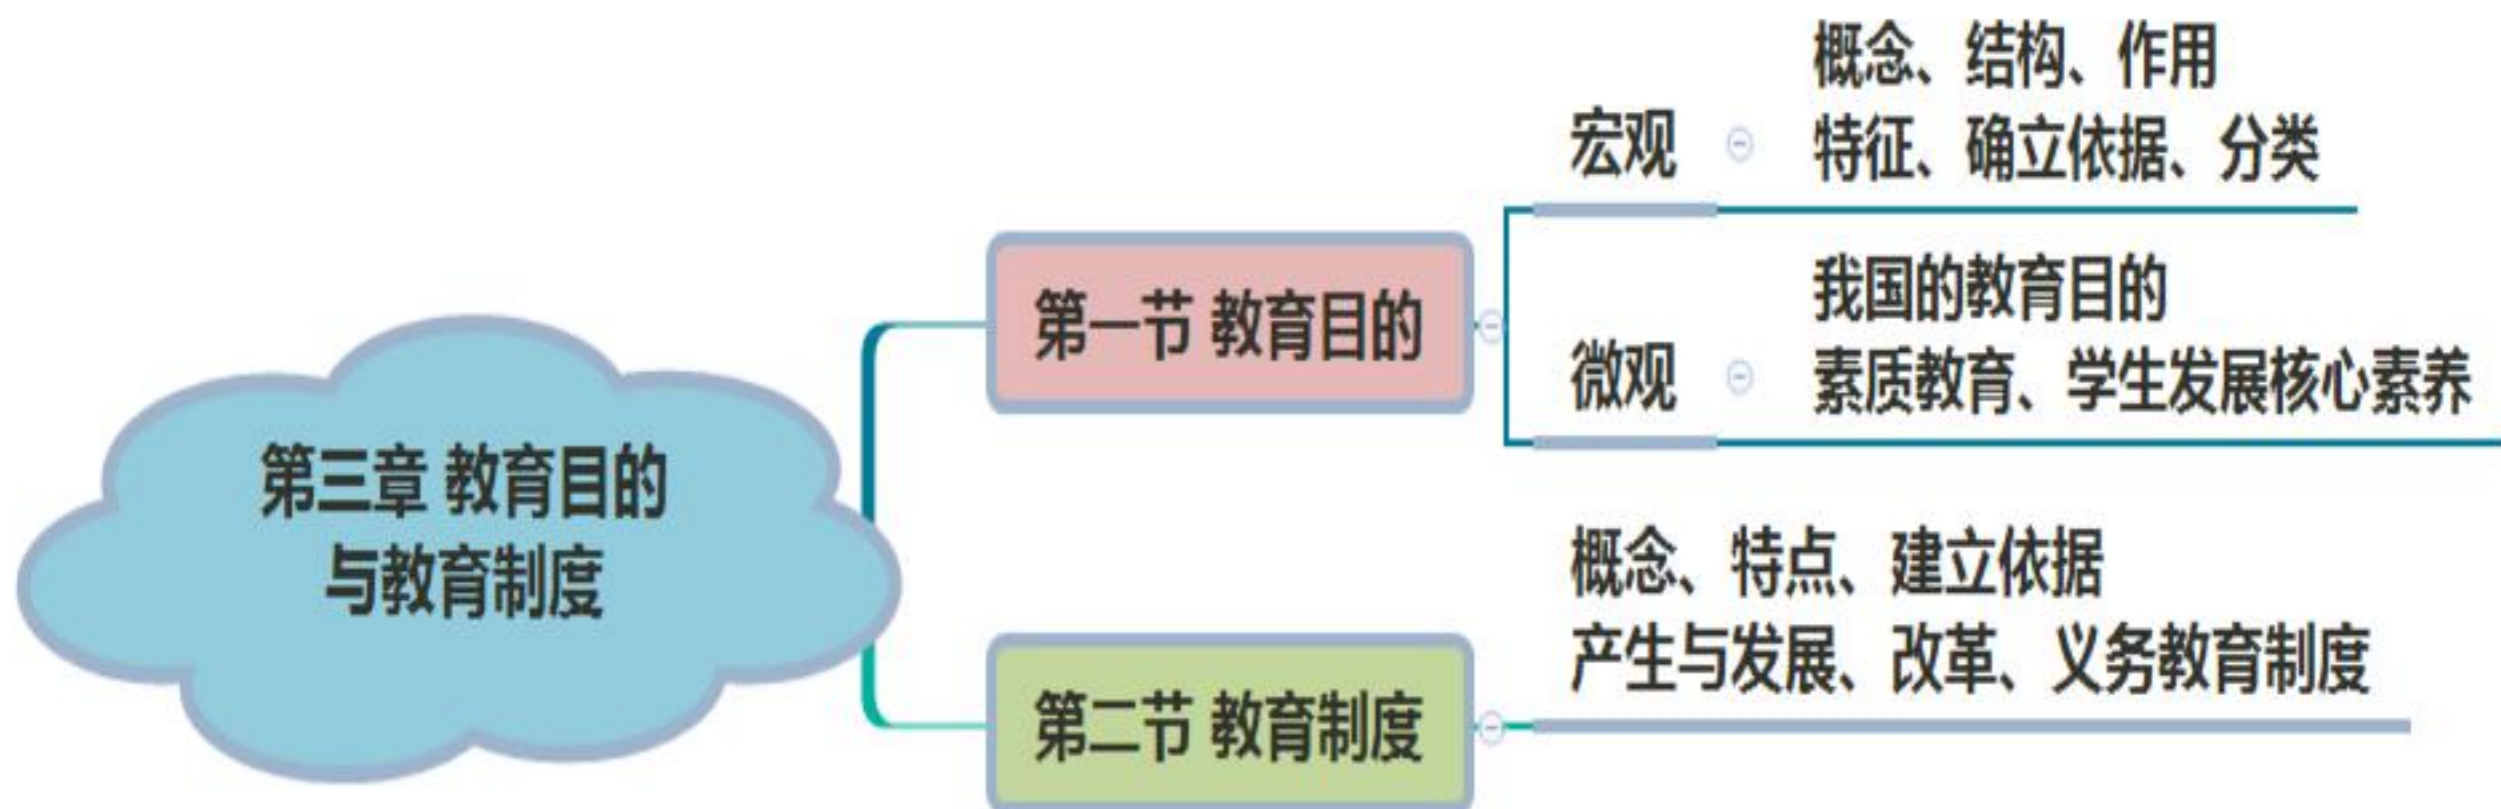 第三章 教育目的
与教育制度
第一节 教育目的
宏观
概念、结构、作用
特征、确立依据、分类
微观
我国的教育目的
素质教育、学生发展核心素养
第二节 教育制度
概念、特点、建立依据
产生与发展、改革、义务教育制度